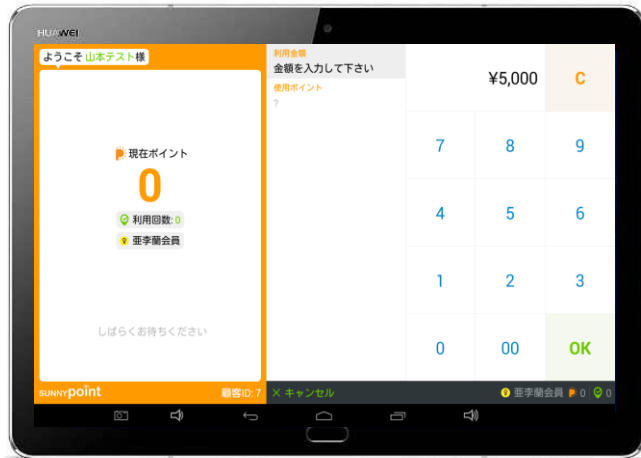 HUAWEI
ようこそ 山本テスト様
現在ポイント
0
利用回数: 0
亜李蘭会員
しばらくお待ちください
SUNNYpoint
顧客ID: 7
利用金額
金額を入力して下さい
使用ポイント
?
× キャンセル
¥5,000 C
7 8 9
4 5 6
1 2 3
0 00 OK
亜李蘭会員 P 0 0